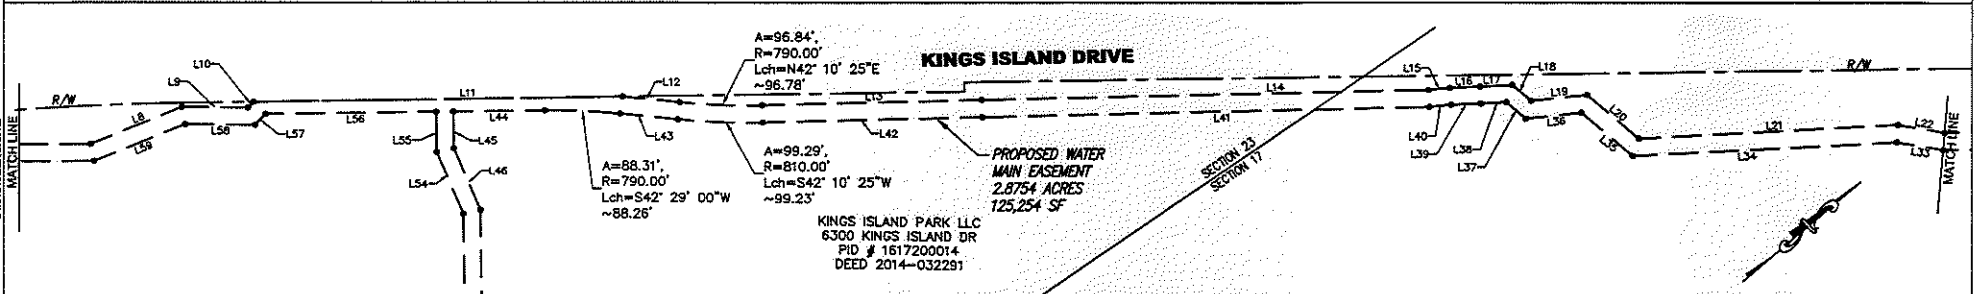 KINGS ISLAND DRIVE
A=96.84',
R=790.00'
Lch=N42° 10' 25"E
~96.78'
R/W
R/W
L8
L9
L10
L11
L12
L13
L14
L15
L16
L17
L18
L19
L20
L21
L22
MATCH LINE
MATCH LINE
L59
L58
L57
L56
L55
L54
L45
L46
L44
L43
L42
L41
L40
L39
L38
L37
L36
L35
L34
L33
A=88.31',
R=790.00'
Lch=S42° 29' 00"W
~88.26'
A=99.29',
R=810.00'
Lch=S42° 10' 25"W
~99.23'
PROPOSED WATER
MAIN EASEMENT
2.8754 ACRES
125,254 SF
SECTION 23
SECTION 17
KINGS ISLAND PARK LLC
6300 KINGS ISLAND DR
PID # 1617200014
DEED 2014-032291